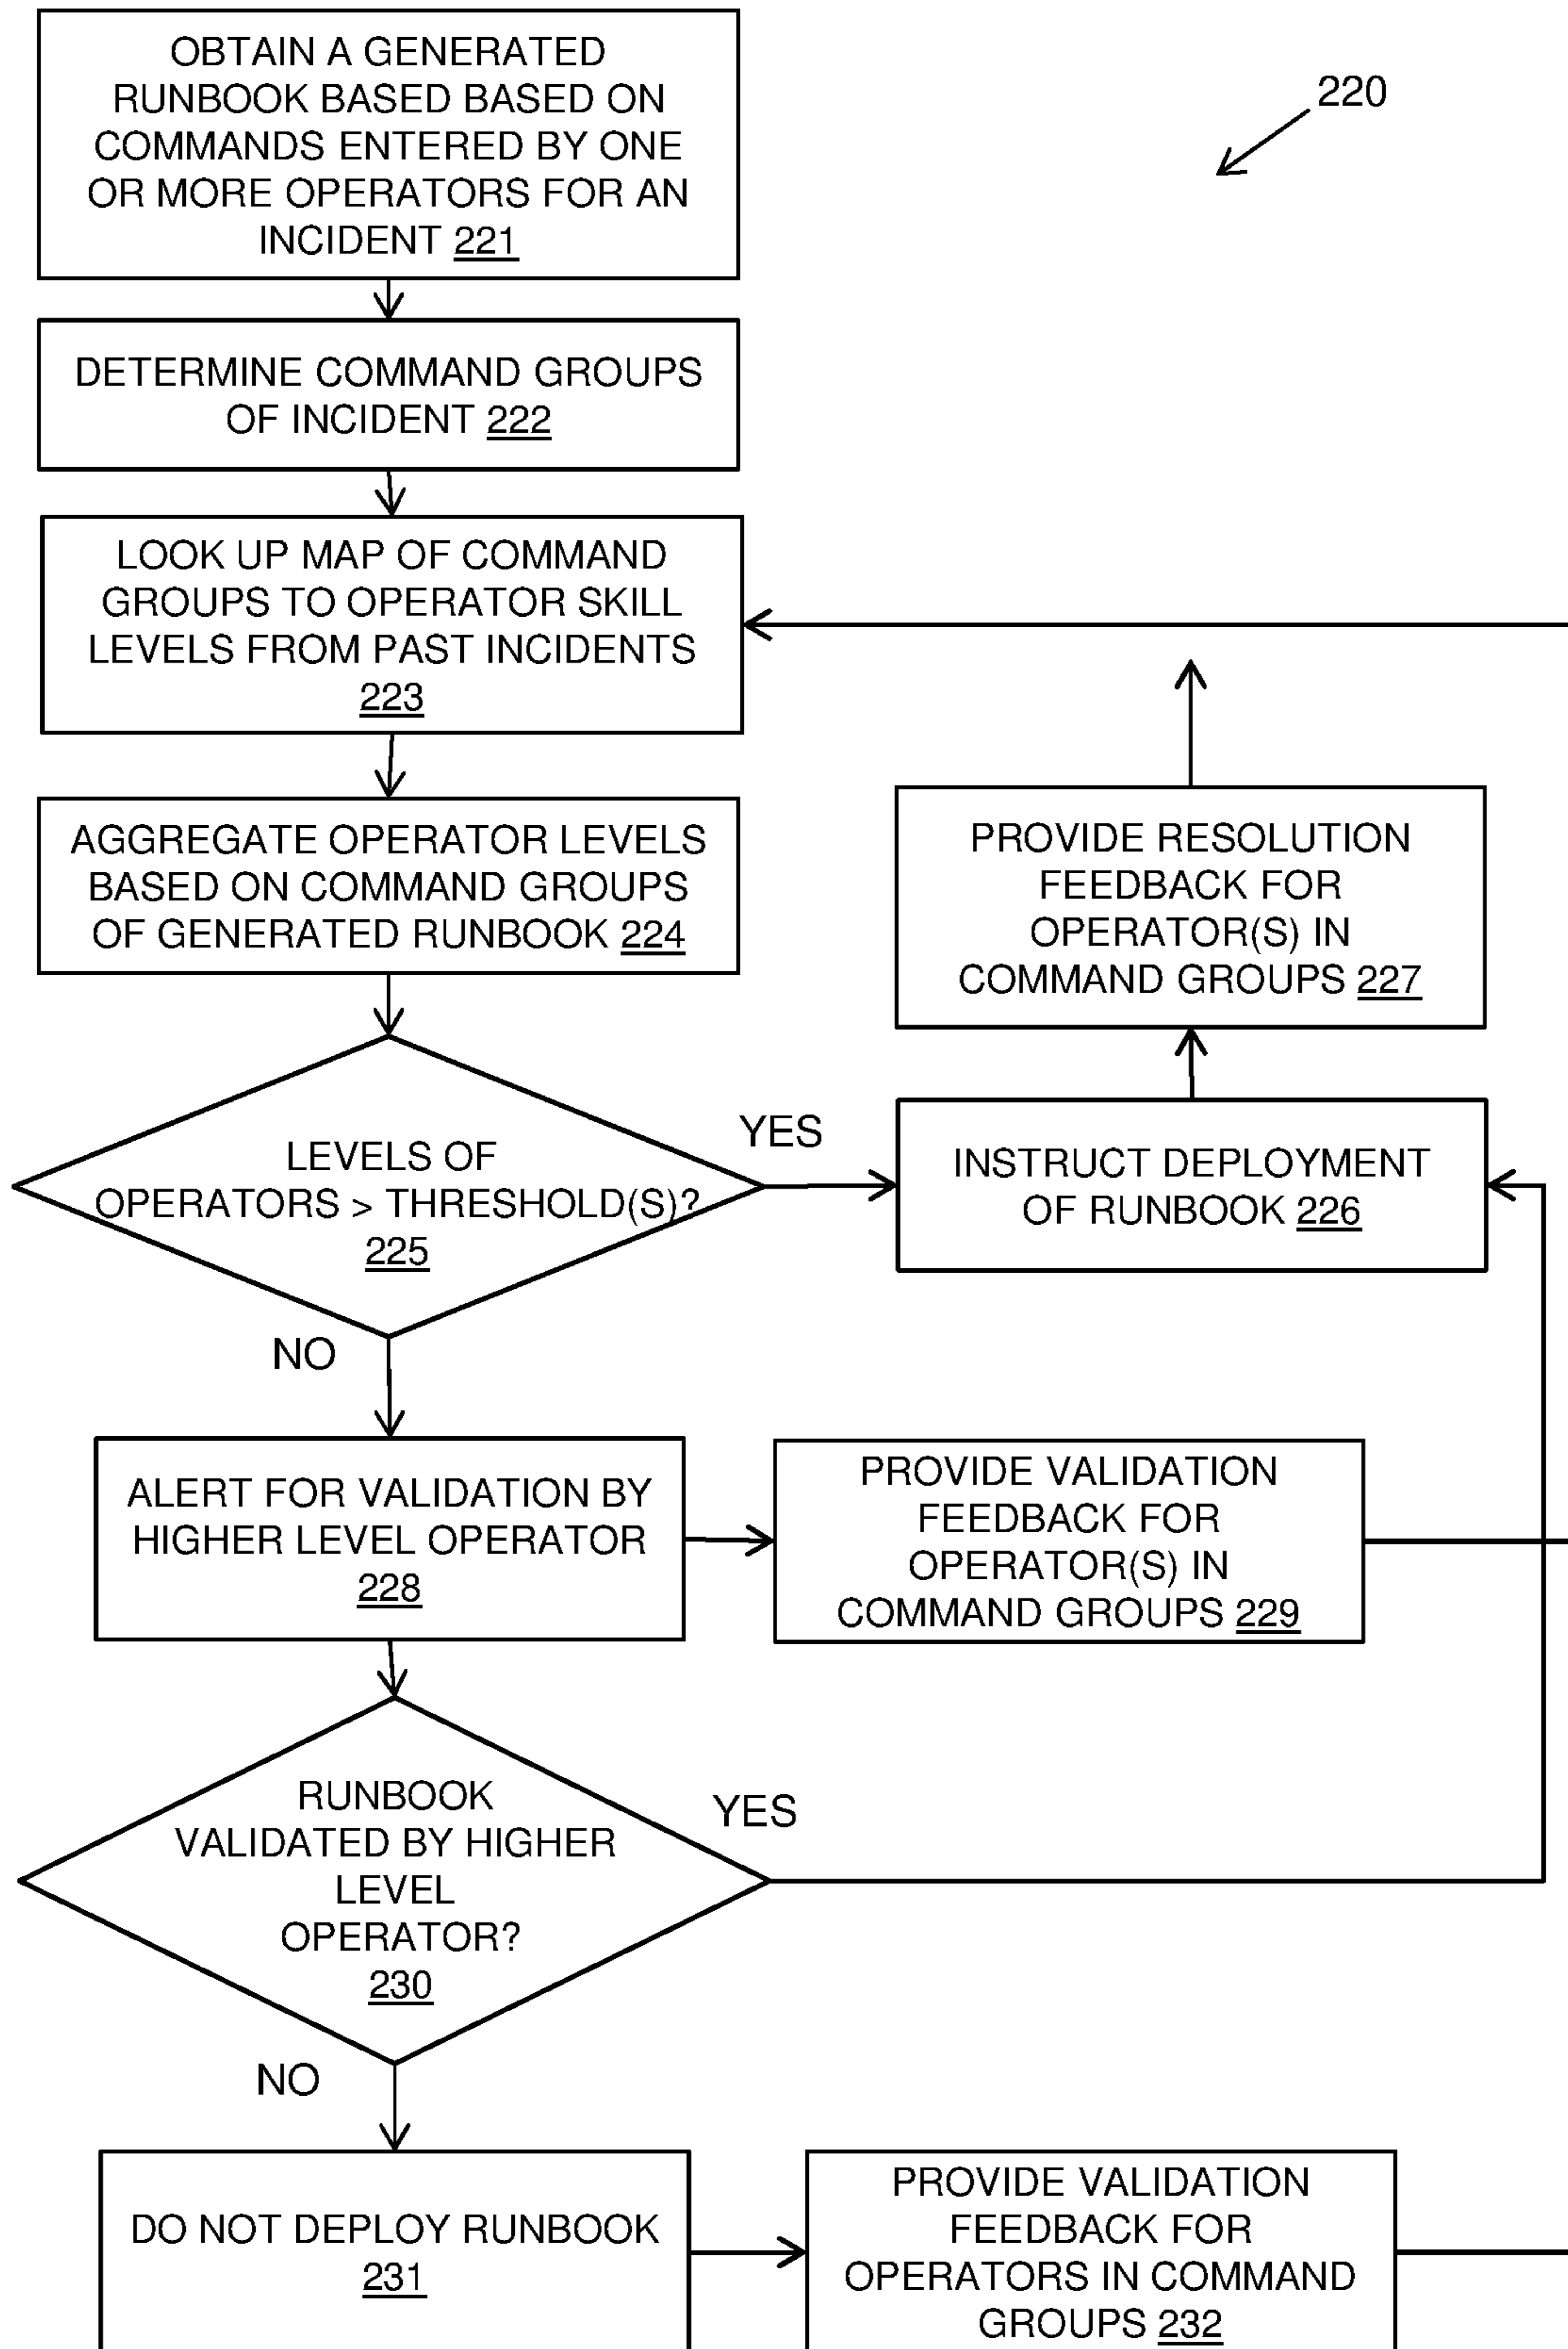 OBTAIN A GENERATED
RUNBOOK BASED BASED ON
COMMANDS ENTERED BY ONE
OR MORE OPERATORS FOR AN
INCIDENT 221
220
DETERMINE COMMAND GROUPS
OF INCIDENT 222
LOOK UP MAP OF COMMAND
GROUPS TO OPERATOR SKILL
LEVELS FROM PAST INCIDENTS
223
AGGREGATE OPERATOR LEVELS
BASED ON COMMAND GROUPS
OF GENERATED RUNBOOK 224
PROVIDE RESOLUTION
FEEDBACK FOR
OPERATOR(S) IN
COMMAND GROUPS 227
LEVELS OF
OPERATORS > THRESHOLD(S)?
225
YES
INSTRUCT DEPLOYMENT
OF RUNBOOK 226
NO
ALERT FOR VALIDATION BY
HIGHER LEVEL OPERATOR
228
PROVIDE VALIDATION
FEEDBACK FOR
OPERATOR(S) IN
COMMAND GROUPS 229
RUNBOOK
VALIDATED BY HIGHER
LEVEL
OPERATOR?
230
YES
NO
DO NOT DEPLOY RUNBOOK
231
PROVIDE VALIDATION
FEEDBACK FOR
OPERATORS IN COMMAND
GROUPS 232